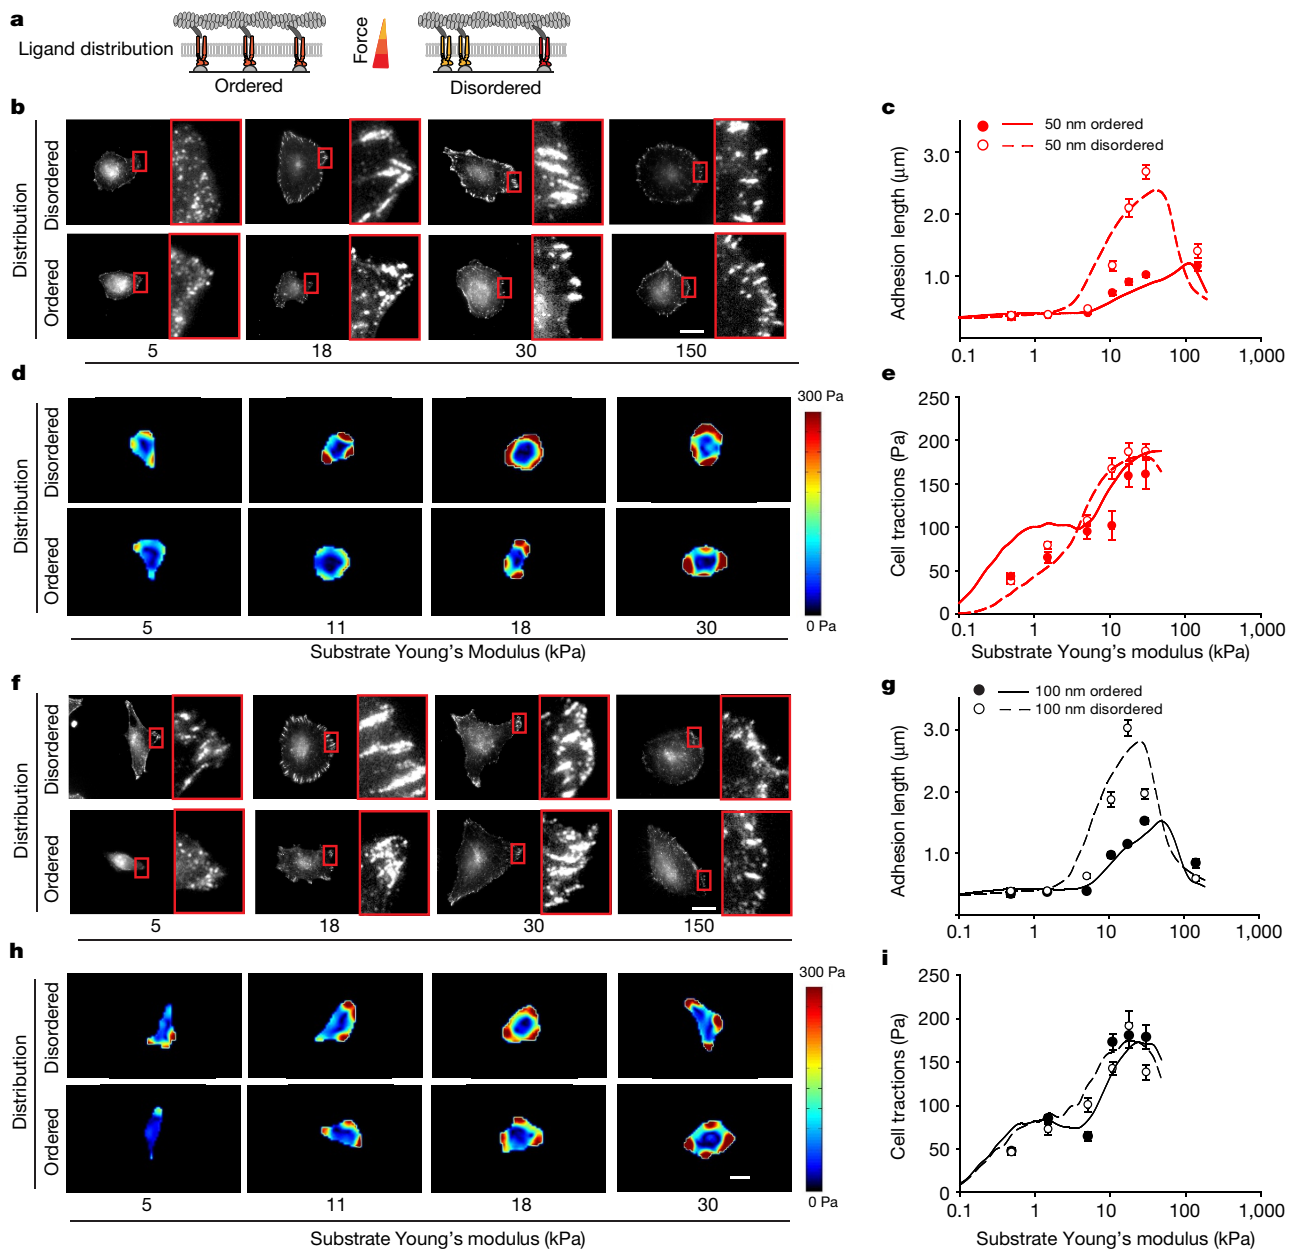 a
Ligand distribution
Ordered
Force
Disordered
b
Distribution
Disordered
Ordered
5
18
30
150
c
50 nm ordered
50 nm disordered
Adhesion length (µm)
3.0
2.0
1.0
0.1
1
10
100
1,000
d
Distribution
Disordered
Ordered
5
11
18
30
Substrate Young's Modulus (kPa)
300 Pa
0 Pa
e
Cell tractions (Pa)
250
200
150
100
50
0
0.1
1
10
100
1,000
Substrate Young's modulus (kPa)
f
Distribution
Disordered
Ordered
5
18
30
150
g
100 nm ordered
100 nm disordered
Adhesion length (µm)
3.0
2.0
1.0
0.1
1
10
100
1,000
h
Distribution
Disordered
Ordered
5
11
18
30
Substrate Young's modulus (kPa)
300 Pa
0 Pa
i
Cell tractions (Pa)
250
200
150
100
50
0
0.1
1
10
100
1,000
Substrate Young's modulus (kPa)